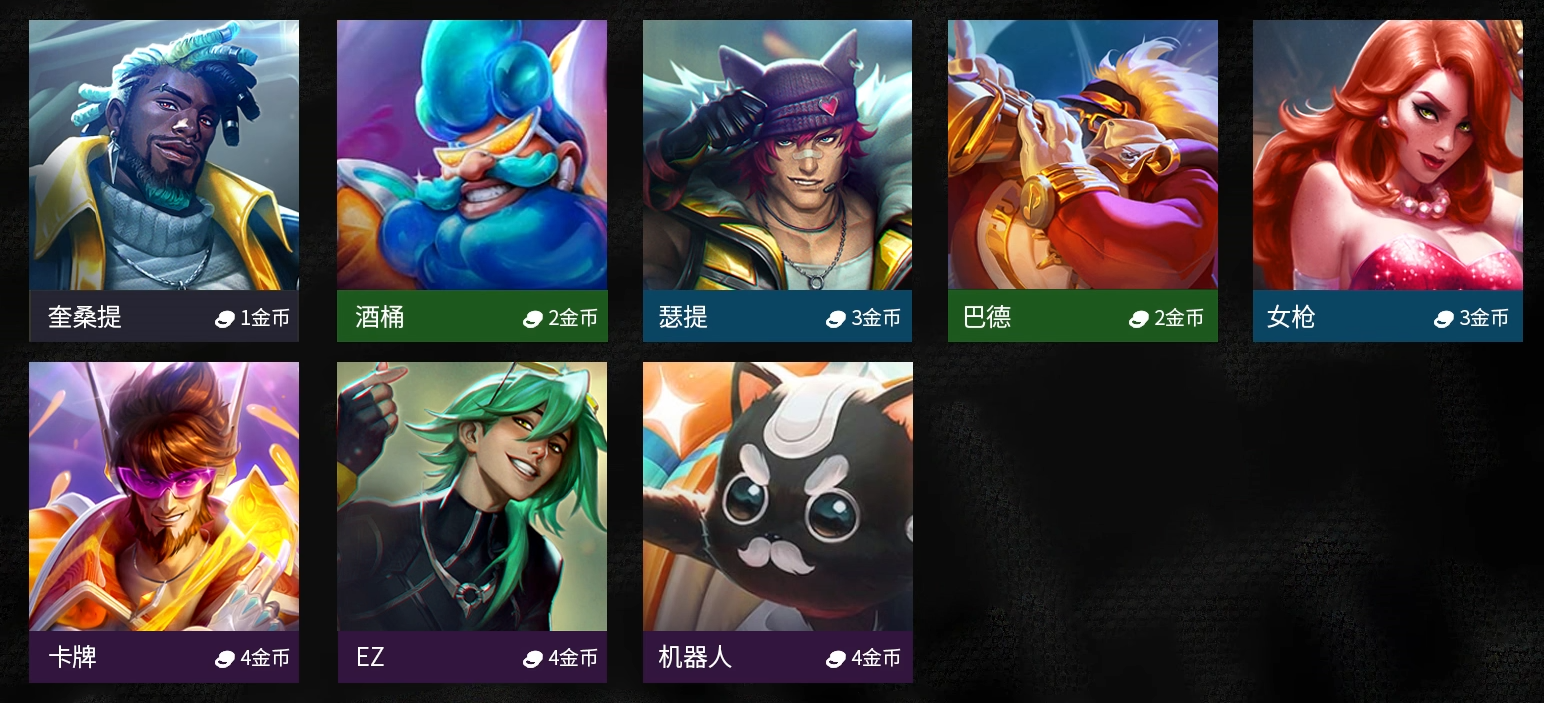 奎桑提 1金币
酒桶 2金币
瑟提 3金币
巴德 2金币
女枪 3金币
卡牌 4金币
EZ 4金币
机器人 4金币